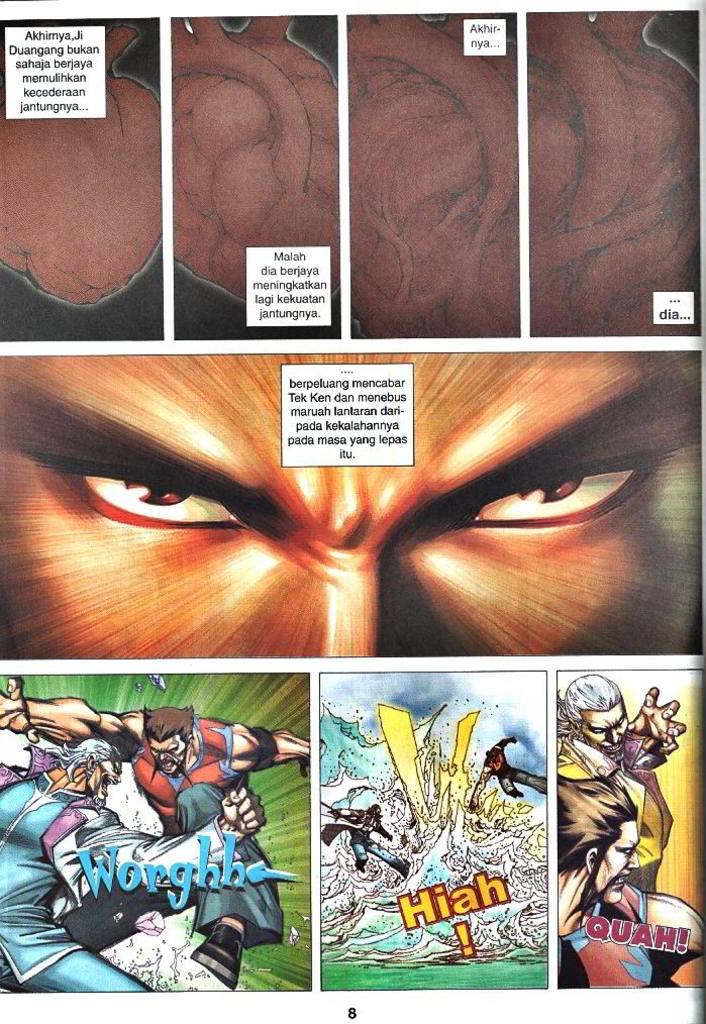 Akhirnya,Ji
Duangang bukan
sahaja berjaya
memulihkan
kecederaan
jantungnya...
Malah
dia berjaya
meningkatkan
lagi kekuatan
jantungnya.
Akhir-
nya...
...
dia...
....
berpeluang mencabar
Tek Ken dan menebus
maruah lantaran dari-
pada kekalahannya
pada masa yang lepas
itu.
Worghh
Hiah
!
QUAH!
8